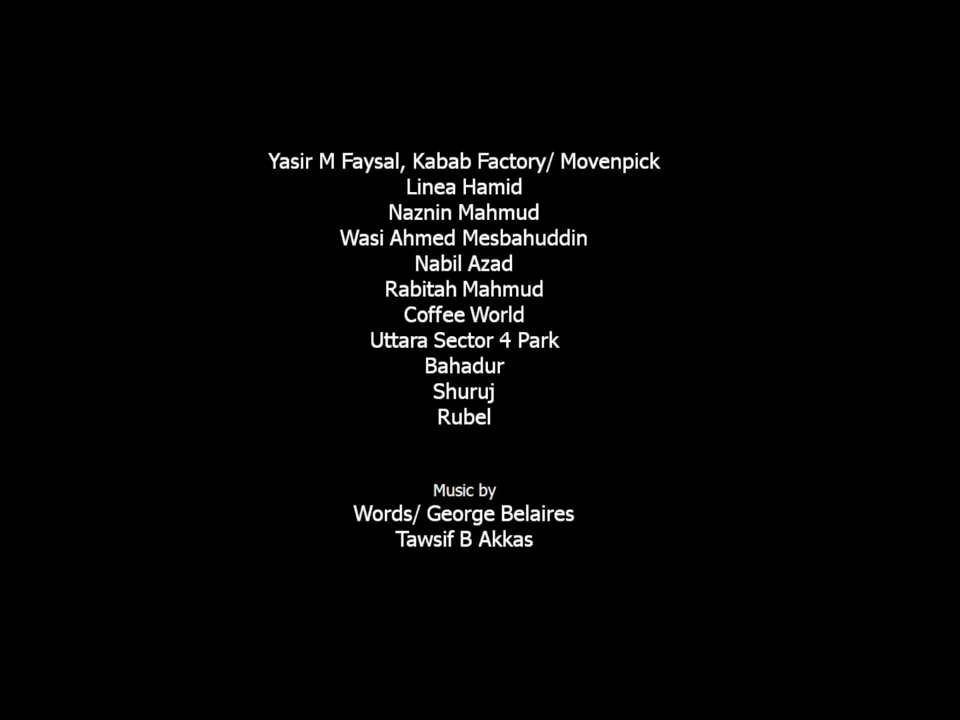 Yasir M Faysal, Kabab Factory/ Movenpick
Linea Hamid
Naznin Mahmud
Wasi Ahmed Mesbahuddin
Nabil Azad
Rabitah Mahmud
Coffee World
Uttara Sector 4 Park
Bahadur
Shuruj
Rubel
Music by
Words/ George Belaires
Tawsif B Akkas